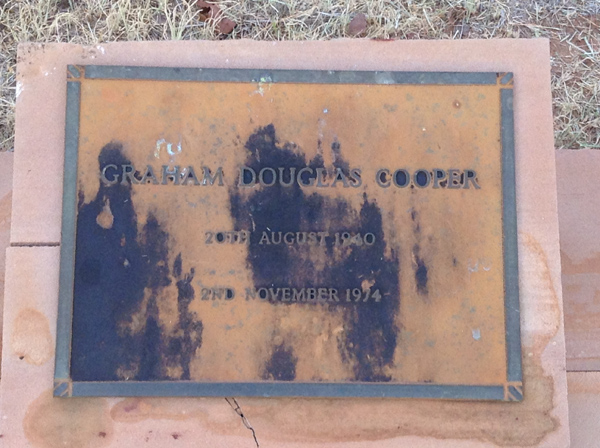 GRAHAM DOUGLAS COOPER
20TH AUGUST 1940
2ND NOVEMBER 1974